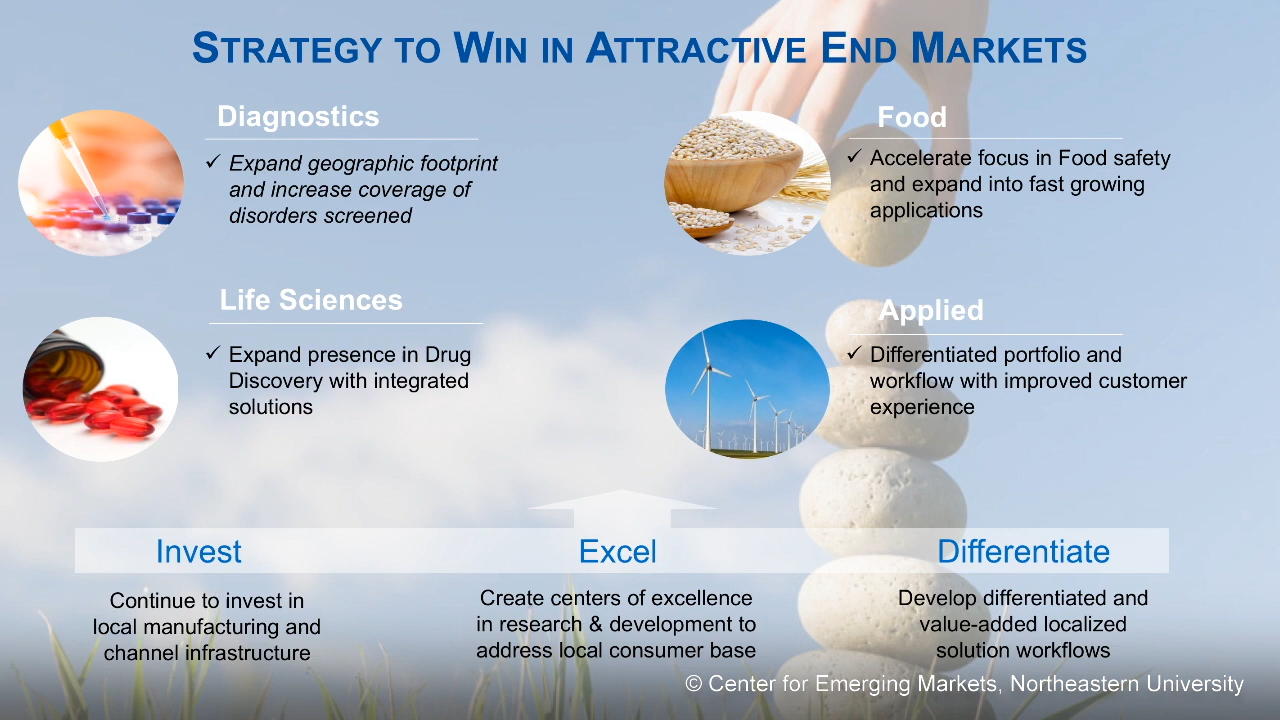 STRATEGY TO WIN IN ATTRACTIVE END MARKETS
Diagnostics
✓ Expand geographic footprint
and increase coverage of
disorders screened
Food
✓ Accelerate focus in Food safety
and expand into fast growing
applications
Life Sciences
✓ Expand presence in Drug
Discovery with integrated
solutions
Applied
✓ Differentiated portfolio and
workflow with improved customer
experience
Invest
Continue to invest in
local manufacturing and
channel infrastructure
Excel
Create centers of excellence
in research & development to
address local consumer base
Differentiate
Develop differentiated and
value-added localized
solution workflows
© Center for Emerging Markets, Northeastern University